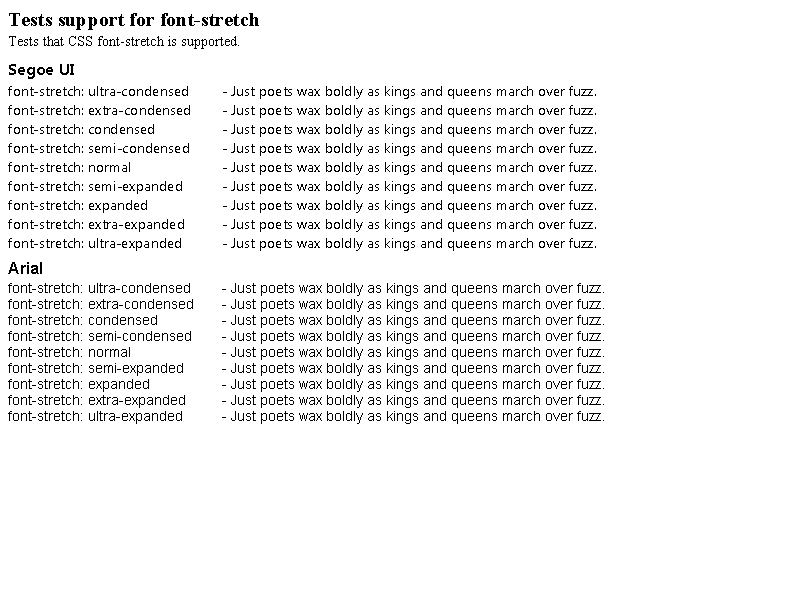 Tests support for font-stretch
Tests that CSS font-stretch is supported.
Segoe UI
font-stretch: ultra-condensed - Just poets wax boldly as kings and queens march over fuzz.
font-stretch: extra-condensed - Just poets wax boldly as kings and queens march over fuzz.
font-stretch: condensed - Just poets wax boldly as kings and queens march over fuzz.
font-stretch: semi-condensed - Just poets wax boldly as kings and queens march over fuzz.
font-stretch: normal - Just poets wax boldly as kings and queens march over fuzz.
font-stretch: semi-expanded - Just poets wax boldly as kings and queens march over fuzz.
font-stretch: expanded - Just poets wax boldly as kings and queens march over fuzz.
font-stretch: extra-expanded - Just poets wax boldly as kings and queens march over fuzz.
font-stretch: ultra-expanded - Just poets wax boldly as kings and queens march over fuzz.
Arial
font-stretch: ultra-condensed - Just poets wax boldly as kings and queens march over fuzz.
font-stretch: extra-condensed - Just poets wax boldly as kings and queens march over fuzz.
font-stretch: condensed - Just poets wax boldly as kings and queens march over fuzz.
font-stretch: semi-condensed - Just poets wax boldly as kings and queens march over fuzz.
font-stretch: normal - Just poets wax boldly as kings and queens march over fuzz.
font-stretch: semi-expanded - Just poets wax boldly as kings and queens march over fuzz.
font-stretch: expanded - Just poets wax boldly as kings and queens march over fuzz.
font-stretch: extra-expanded - Just poets wax boldly as kings and queens march over fuzz.
font-stretch: ultra-expanded - Just poets wax boldly as kings and queens march over fuzz.